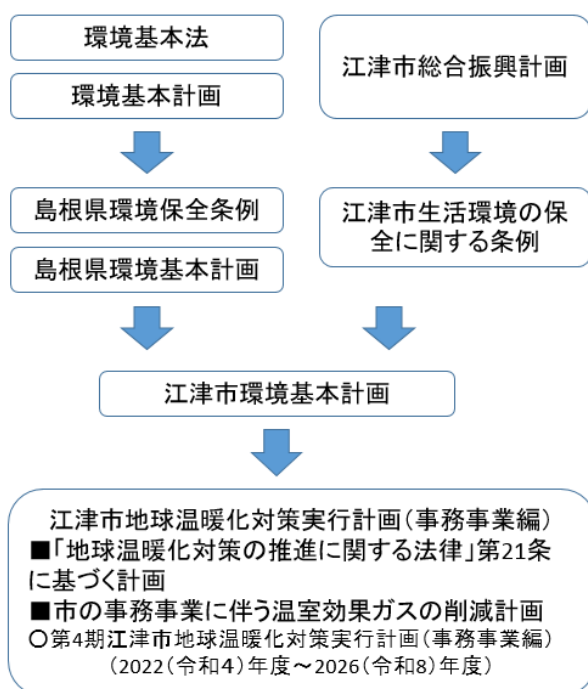 環境基本法
環境基本計画
江津市総合振興計画
島根県環境保全条例
島根県環境基本計画
江津市生活環境の保
全に関する条例
江津市環境基本計画
江津市地球温暖化対策実行計画(事務事業編)
■「地球温暖化対策の推進に関する法律」第21条
に基づく計画
■市の事務事業に伴う温室効果ガスの削減計画
○第4期江津市地球温暖化対策実行計画(事務事業編)
(2022(令和4)年度～2026(令和8)年度)